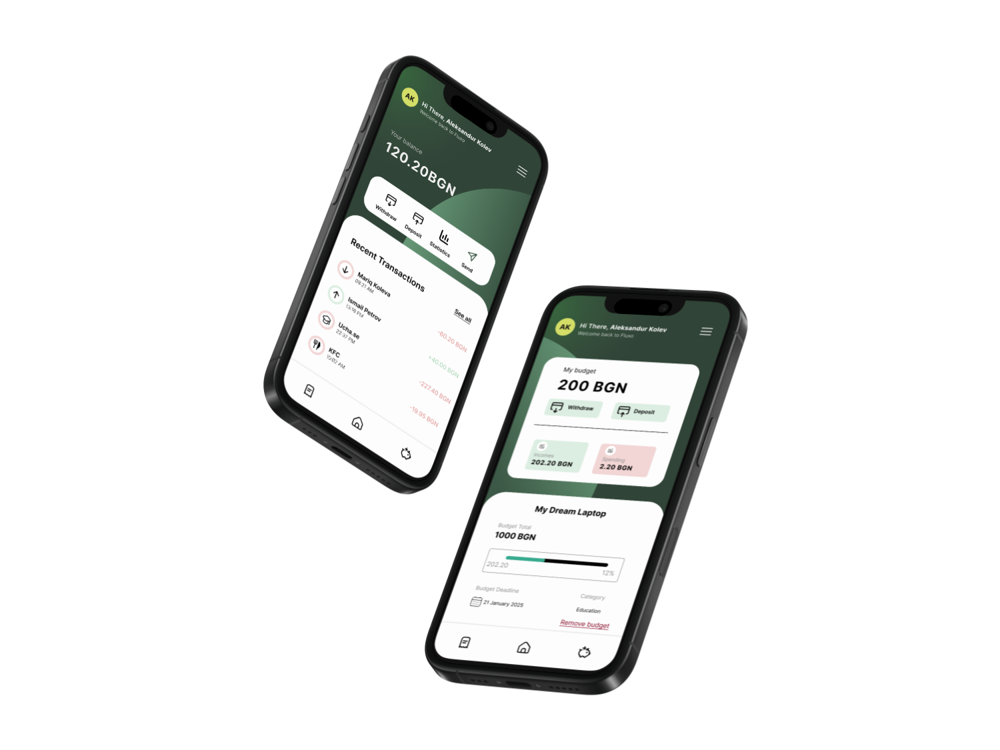 AK
Hi There, Aleksandur Kolev
Welcome back to Fluxo
Your balance
120.20BGN
Withdraw
Deposit
Statistics
Send
Recent Transactions
See all
Mariq Koleva
08:21 AM
-60.20 BGN
Ismail Petrov
13:16 PM
+40.00 BGN
Ucha.se
22:37 PM
-227.40 BGN
KFC
15:02 AM
-19.95 BGN
AK
Hi There, Aleksandur Kolev
Welcome back to Fluxo
My budget
200 BGN
Withdraw
Deposit
Incomes
202.20 BGN
Spending
2.20 BGN
My Dream Laptop
Budget Total
1000 BGN
202.20
12%
Budget Deadline
Category
21 January 2025
Education
Remove budget